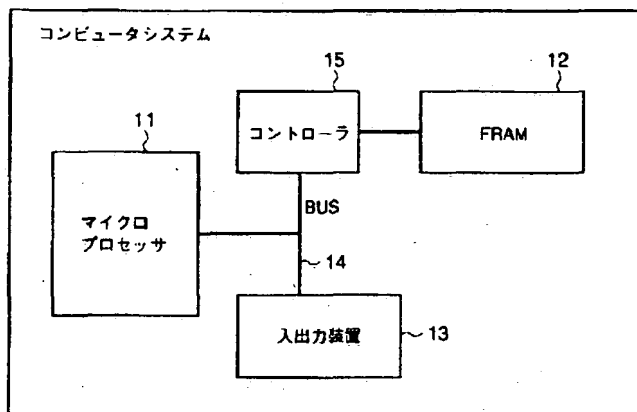 コンピュータシステム
15
12
コントローラ
FRAM
11
マイクロ
プロセッサ
BUS
14
入出力装置
13